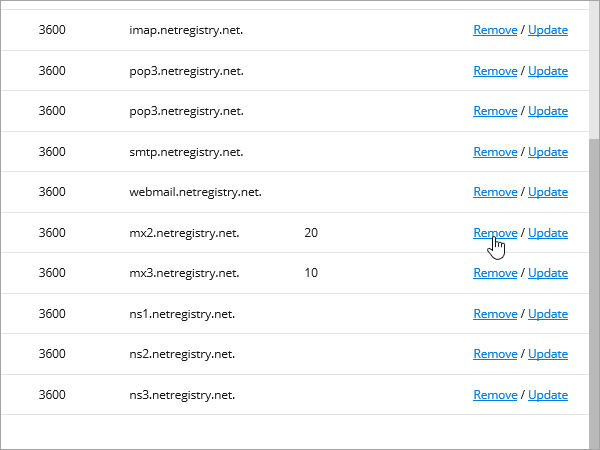 3600 imap.netregistry.net. Remove / Update
3600 pop3.netregistry.net. Remove / Update
3600 pop3.netregistry.net. Remove / Update
3600 smtp.netregistry.net. Remove / Update
3600 webmail.netregistry.net. Remove / Update
3600 mx2.netregistry.net. 20 Remove / Update
3600 mx3.netregistry.net. 10 Remove / Update
3600 ns1.netregistry.net. Remove / Update
3600 ns2.netregistry.net. Remove / Update
3600 ns3.netregistry.net. Remove / Update